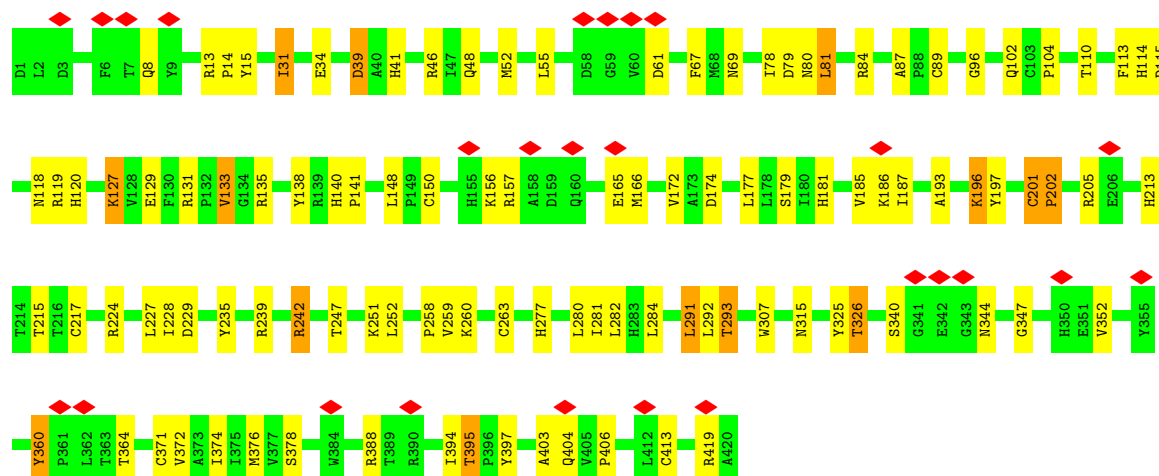 D1 L2 D3 F6 T7 Q8 Y9 R13 P14 Y15 I31 E34 D39 A40 H41 R46 I47 Q48 M52 L55 D58 G59 V60 D61 F67 M68 N69 I78 D79 N80 L81 R84 A87 P88 C89 G96 Q102 C103 P104 T110 F113 H114
N118 R119 H120 K127 V128 E129 F130 R131 P132 V133 G134 R135 Y138 R139 H140 P141 L148 P149 C150 H155 K156 R157 A158 D159 Q160 E165 M166 V172 A173 D174 L177 L178 S179 I180 H181 V185 K186 I187 A193 K196 Y197 C201 P202 R205 E206 H213
T214 T215 T216 C217 R224 L227 I228 D229 Y235 R239 R242 T247 K251 L252 P258 V259 K260 C263 H277 L280 I281 L282 H283 L284 L291 L292 T293 W307 N315 Y325 T326 S340 G341 E342 G343 N344 G347 H350 E351 V352 Y355
Y360 P361 L362 T363 T364 C371 V372 A373 I374 I375 M376 V377 S378 W384 R388 T389 R390 I394 T395 P396 Y397 A403 Q404 V405 P406 L412 C413 R419 A420